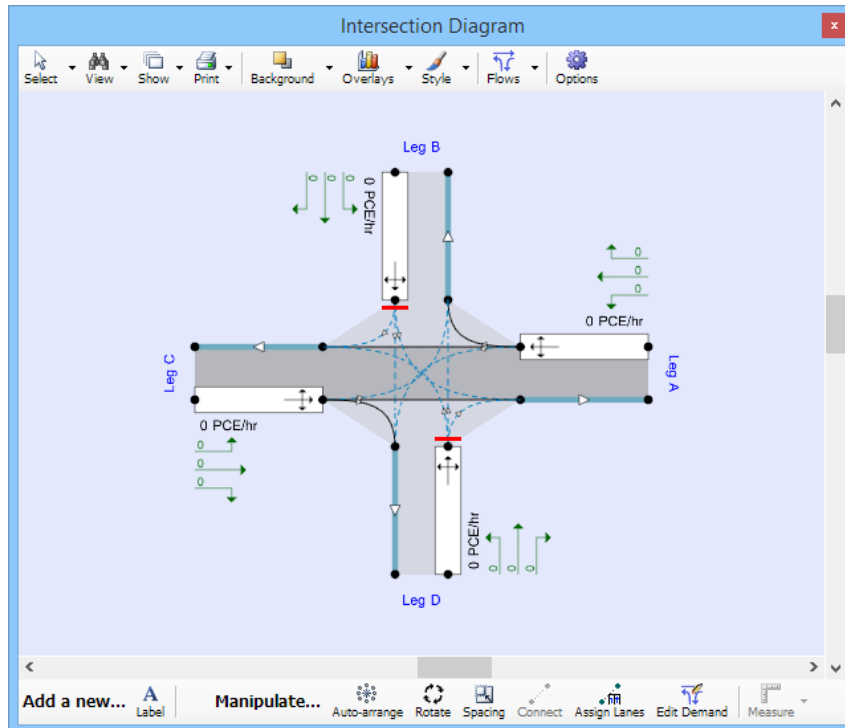 Intersection Diagram
x
Select View Show Print Background Overlays Style Flows Options
Leg B
0 0 0
0 PCE/hr
0
0
0
0 PCE/hr
Leg C
Leg A
0 PCE/hr
0
0
0
0 PCE/hr
0 0 0
Leg D
Add a new... A Label Manipulate... Auto-arrange Rotate Spacing Connect Assign Lanes Edit Demand Measure